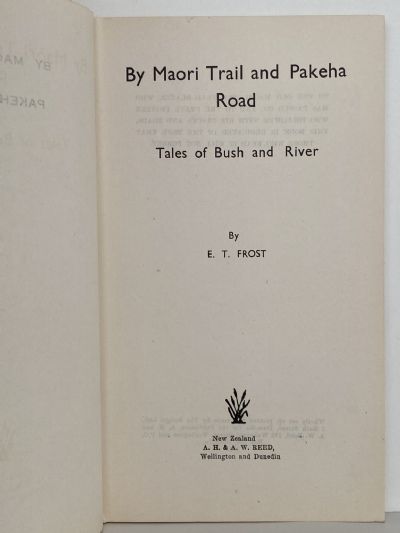 By Maori Trail and Pakeha
Road
Tales of Bush and River
By
E. T. FROST
New Zealand
A. H. & A. W. REED,
Wellington and Dunedin